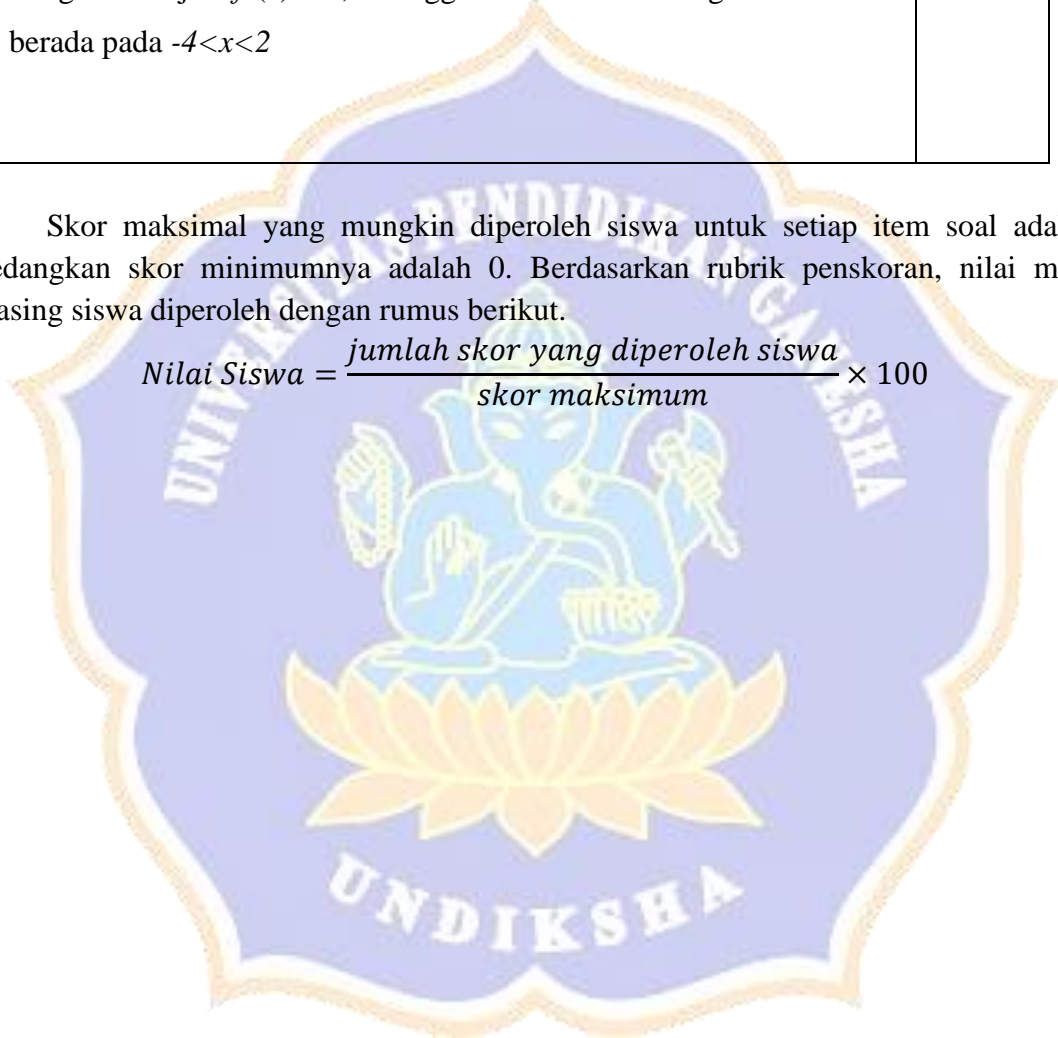 berada pada -4<x<2
Skor maksimal yang mungkin diperoleh siswa untuk setiap item soal ada
edangkan skor minimumnya adalah 0. Berdasarkan rubrik penskoran, nilai m
asing siswa diperoleh dengan rumus berikut.
Nilai Siswa = jumlah skor yang diperoleh siswa / skor maksimum × 100
UNIVERSITAS PENDIDIKAN GANESHA
UNDIKSHA